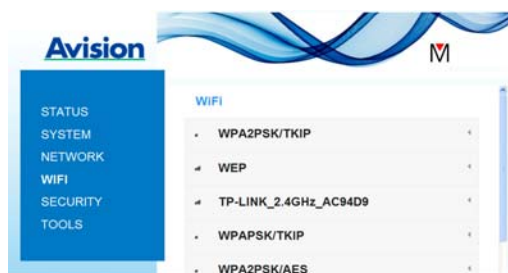 Avision
M
STATUS
SYSTEM
NETWORK
WIFI
SECURITY
TOOLS
WiFi
WPA2PSK/TKIP
WEP
TP-LINK_2.4GHz_AC94D9
WPAPSK/TKIP
WPA2PSK/AES